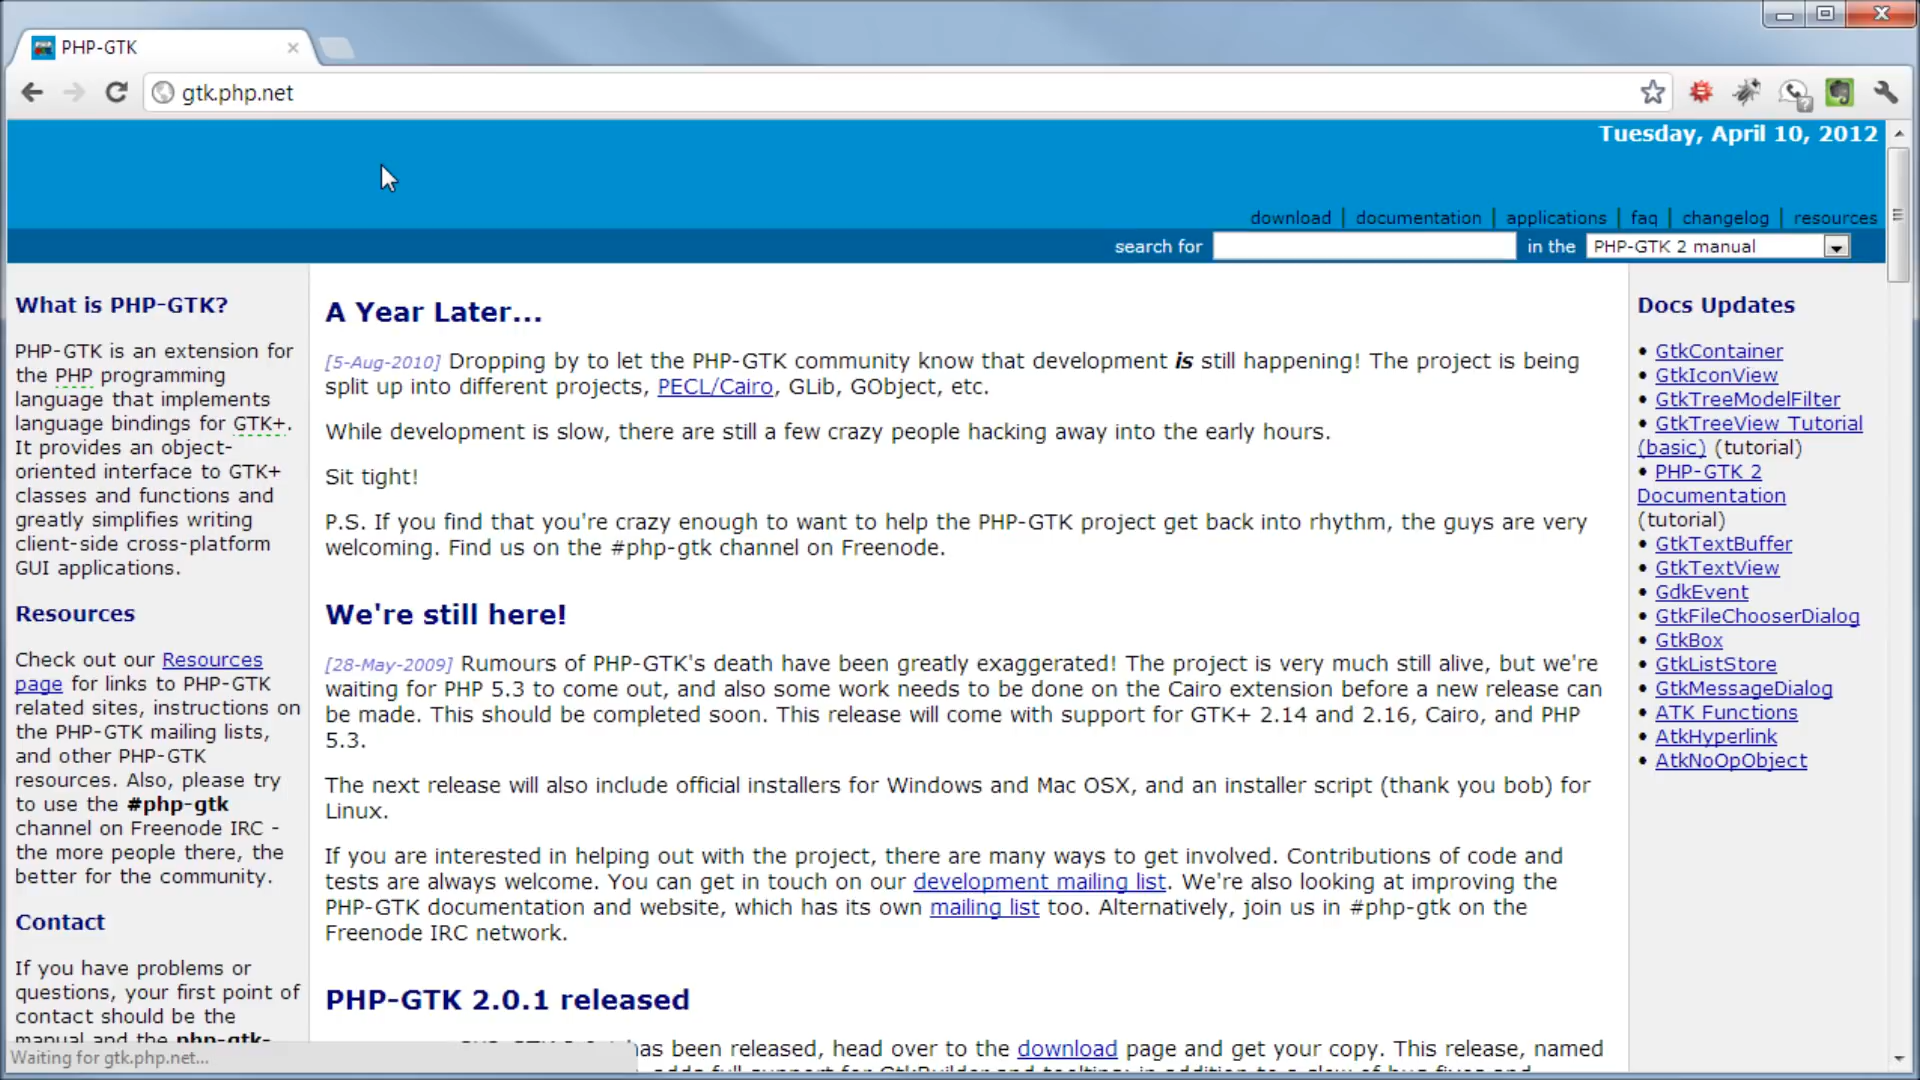 PHP-GTK
gtk.php.net
Tuesday, April 10, 2012
download | documentation | applications | faq | changelog | resources
search for
in the
PHP-GTK 2 manual
What is PHP-GTK?
PHP-GTK is an extension for
the PHP programming
language that implements
language bindings for GTK+.
It provides an object-
oriented interface to GTK+
classes and functions and
greatly simplifies writing
client-side cross-platform
GUI applications.
Resources
Check out our Resources
page for links to PHP-GTK
related sites, instructions on
the PHP-GTK mailing lists,
and other PHP-GTK
resources. Also, please try
to use the #php-gtk
channel on Freenode IRC -
the more people there, the
better for the community.
Contact
If you have problems or
questions, your first point of
contact should be the
manual and the php-gtk-
Waiting for gtk.php.net...
A Year Later...
[5-Aug-2010] Dropping by to let the PHP-GTK community know that development is still happening! The project is being
split up into different projects, PECL/Cairo, GLib, GObject, etc.
While development is slow, there are still a few crazy people hacking away into the early hours.
Sit tight!
P.S. If you find that you're crazy enough to want to help the PHP-GTK project get back into rhythm, the guys are very
welcoming. Find us on the #php-gtk channel on Freenode.
We're still here!
[28-May-2009] Rumours of PHP-GTK's death have been greatly exaggerated! The project is very much still alive, but we're
waiting for PHP 5.3 to come out, and also some work needs to be done on the Cairo extension before a new release can
be made. This should be completed soon. This release will come with support for GTK+ 2.14 and 2.16, Cairo, and PHP
5.3.
The next release will also include official installers for Windows and Mac OSX, and an installer script (thank you bob) for
Linux.
If you are interested in helping out with the project, there are many ways to get involved. Contributions of code and
tests are always welcome. You can get in touch on our development mailing list. We're also looking at improving the
PHP-GTK documentation and website, which has its own mailing list too. Alternatively, join us in #php-gtk on the
Freenode IRC network.
PHP-GTK 2.0.1 released
has been released, head over to the download page and get your copy. This release, named
Docs Updates
• GtkContainer
• GtkIconView
• GtkTreeModelFilter
• GtkTreeView Tutorial
(basic) (tutorial)
• PHP-GTK 2
Documentation
(tutorial)
• GtkTextBuffer
• GtkTextView
• GdkEvent
• GtkFileChooserDialog
• GtkBox
• GtkListStore
• GtkMessageDialog
• ATK Functions
• AtkHyperlink
• AtkNoOpObject